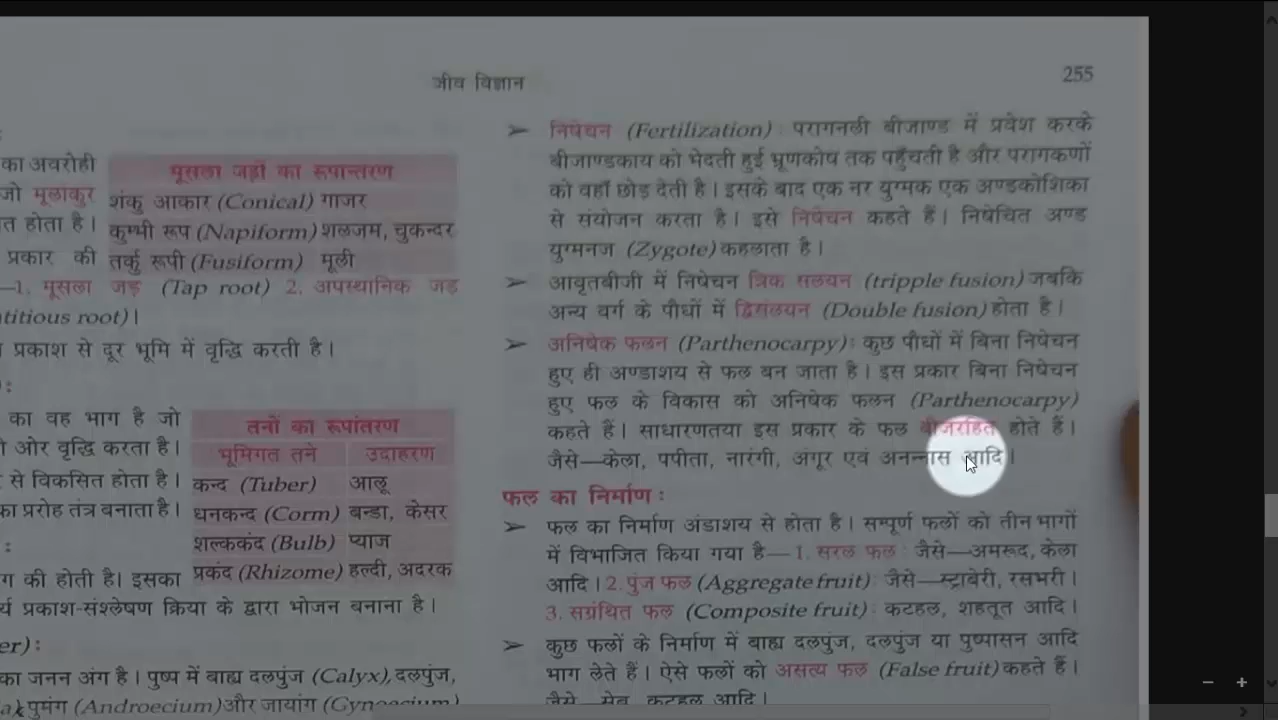 जीव विज्ञान
255
का अवरोही
जो मूलांकुर
त होता है।
प्रकार की
मूसला जड़ों का रूपान्तरण
शंकु आकार (Conical) गाजर
कुम्भी रूप (Napiform) शलजम, चुकन्दर
तर्कु रूपी (Fusiform) मूली
—1. मूसला जड़ (Tap root) 2. अपस्थानिक जड़
titious root)।
प्रकाश से दूर भूमि में वृद्धि करती है।
):
का वह भाग है जो
ओर वृद्धि करता है।
से विकसित होता है।
का प्ररोह तंत्र बनाता है।
:
ग की होती है। इसका
तनों का रूपांतरण
भूमिगत तने उदाहरण
कन्द (Tuber) आलू
धनकन्द (Corm) बन्डा, केसर
शल्ककंद (Bulb) प्याज
प्रकंद (Rhizome) हल्दी, अदरक
र्य प्रकाश-संश्लेषण क्रिया के द्वारा भोजन बनाना है।
er):
का जनन अंग है। पुष्प में बाह्य दलपुंज (Calyx), दलपुंज,
a), पुमंग (Androecium) और जायांग (Gynoecium)
➢ निषेचन (Fertilization) : परागनली बीजाण्ड में प्रवेश करके
बीजाण्डकाय को भेदती हुई भ्रूणकोष तक पहुँचती है और परागकणों
को वहाँ छोड़ देती है। इसके बाद एक नर युग्मक एक अण्डकोशिका
से संयोजन करता है। इसे निषेचन कहते हैं। निषेचित अण्ड
युग्मनज (Zygote) कहलाता है।
➢ आवृतबीजी में निषेचन त्रिक संलयन (tripple fusion) जबकि
अन्य वर्ग के पौधों में द्विसंलयन (Double fusion) होता है।
➢ अनिषेक फलन (Parthenocarpy) : कुछ पौधों में बिना निषेचन
हुए ही अण्डाशय से फल बन जाता है। इस प्रकार बिना निषेचन
हुए फल के विकास को अनिषेक फलन (Parthenocarpy)
कहते हैं। साधारणतया इस प्रकार के फल बीजरहित होते हैं।
जैसे—केला, पपीता, नारंगी, अंगूर एवं अनन्नास आदि।
फल का निर्माण :
➢ फल का निर्माण अंडाशय से होता है। सम्पूर्ण फलों को तीन भागों
में विभाजित किया गया है—1. सरल फल : जैसे—अमरूद, केला
आदि। 2. पुंज फल (Aggregate fruit) : जैसे—स्ट्राबेरी, रसभरी।
3. संग्रथित फल (Composite fruit) : कटहल, शहतूत आदि।
➢ कुछ फलों के निर्माण में बाह्य दलपुंज, दलपुंज या पुष्पासन आदि
भाग लेते हैं। ऐसे फलों को असत्य फल (False fruit) कहते हैं।
जैसे—सेब, कटहल आदि।